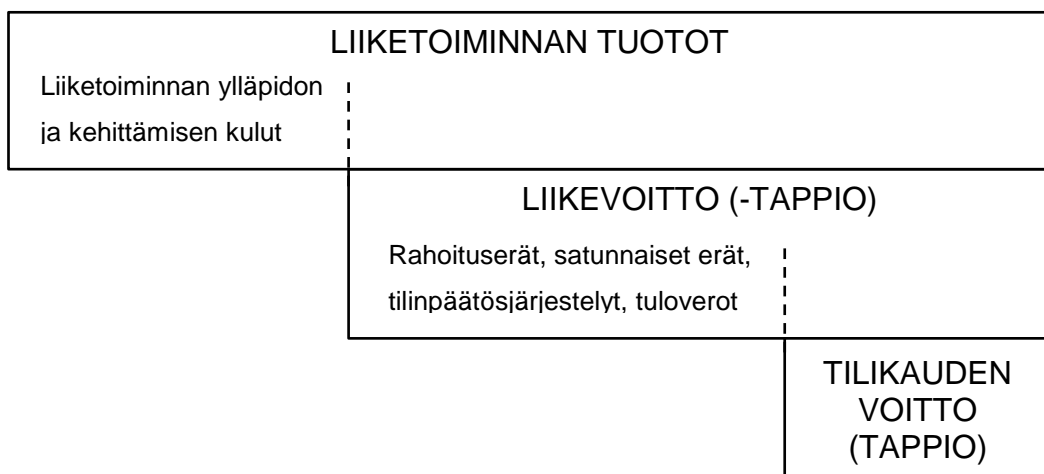 LIIKETOIMINNAN TUOTOT
Liiketoiminnan ylläpidon
ja kehittämisen kulut
LIIKEVOITTO (-TAPPIO)
Rahoituserät, satunnaiset erät,
tilinpäätösjärjestelyt, tuloverot
TILIKAUDEN
VOITTO
(TAPPIO)